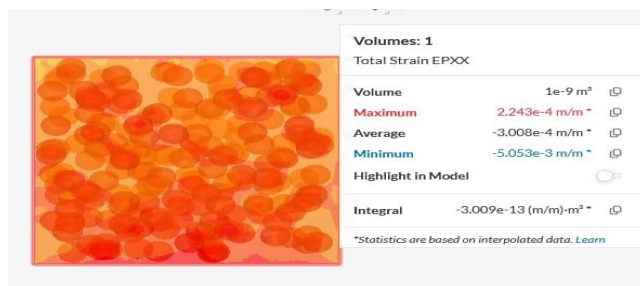 Volumes: 1
Total Strain EPXX
Volume 1e-9 m³
Maximum 2.243e-4 m/m *
Average -3.008e-4 m/m *
Minimum -5.053e-3 m/m *
Highlight in Model
Integral -3.009e-13 (m/m)·m³ *
*Statistics are based on interpolated data. Learn